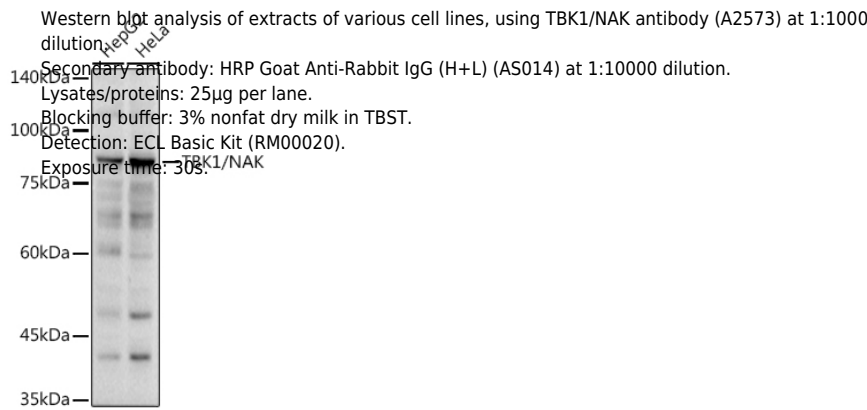 Western blot analysis of extracts of various cell lines, using TBK1/NAK antibody (A2573) at 1:1000
dilution.
HepG2
HeLa
Secondary antibody: HRP Goat Anti-Rabbit IgG (H+L) (AS014) at 1:10000 dilution.
140kDa
Lysates/proteins: 25μg per lane.
Blocking buffer: 3% nonfat dry milk in TBST.
100kDa
Detection: ECL Basic Kit (RM00020).
TBK1/NAK
Exposure time: 30s.
75kDa
60kDa
45kDa
35kDa